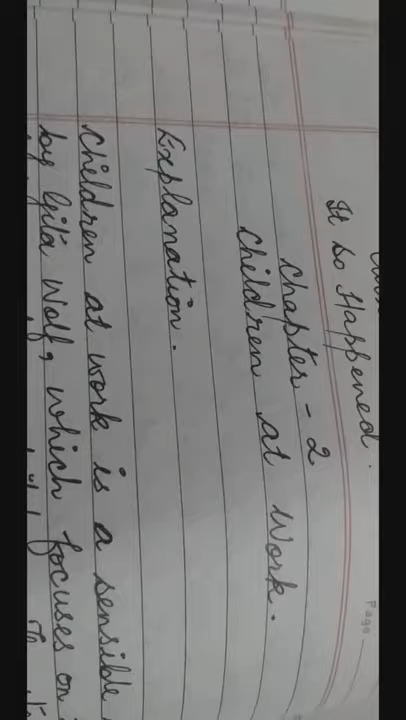 It So Happened.
Page
Chapter - 2
Children at Work.
Explanation.
Children at work is a sensible
by Gita Wolf, which focuses on